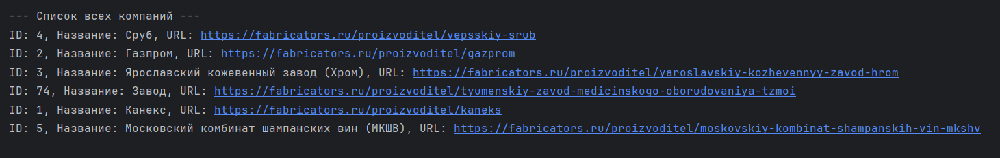 --- Список всех компаний ---
ID: 4, Название: Сруб, URL: https://fabricators.ru/proizvoditel/vepsskiy-srub
ID: 2, Название: Газпром, URL: https://fabricators.ru/proizvoditel/gazprom
ID: 3, Название: Ярославский кожевенный завод (Хром), URL: https://fabricators.ru/proizvoditel/yaroslavskiy-kozhevennyy-zavod-hrom
ID: 74, Название: Завод, URL: https://fabricators.ru/proizvoditel/tyumenskiy-zavod-medicinskogo-oborudovaniya-tzmoi
ID: 1, Название: Канекс, URL: https://fabricators.ru/proizvoditel/kaneks
ID: 5, Название: Московский комбинат шампанских вин (МКШВ), URL: https://fabricators.ru/proizvoditel/moskovskiy-kombinat-shampanskih-vin-mkshv